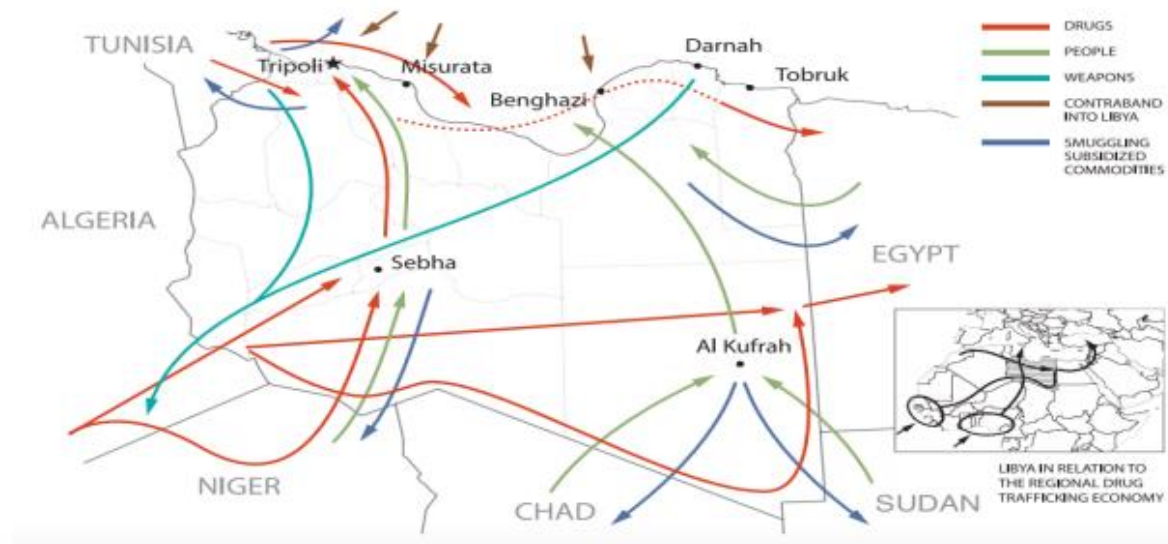 TUNISIA
Tripoli
Misurata
Benghazi
Darnah
Tobruk
ALGERIA
Sebha
EGYPT
Al Kufrah
NIGER
CHAD
SUDAN
DRUGS
PEOPLE
WEAPONS
CONTRABAND
INTO LIBYA
SMUGGLING
SUBSIDIZED
COMMODITIES
LIBYA IN RELATION TO
THE REGIONAL DRUG
TRAFFICKING ECONOMY